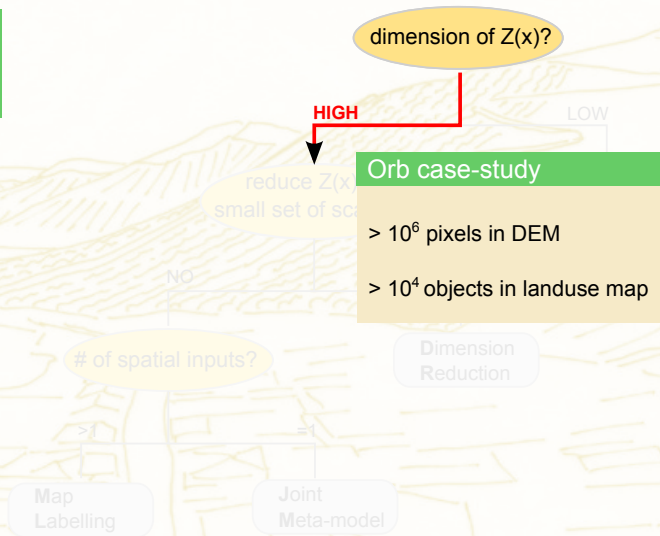 dimension of Z(x)?
HIGH
LOW
reduce Z(x)
small set of
Orb case-study
> 10⁶ pixels in DEM
> 10⁴ objects in landuse map
NO
# of spatial inputs?
Dimension
Reduction
>1
=1
Map
Labelling
Joint
Meta-model